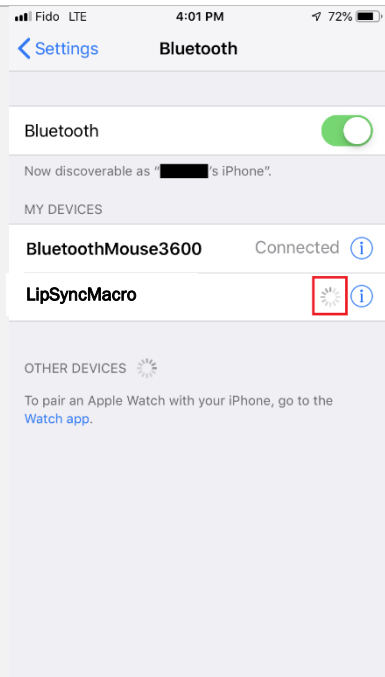 Fido LTE 4:01 PM 72%
Settings Bluetooth
Bluetooth
Now discoverable as “ 's iPhone”.
MY DEVICES
BluetoothMouse3600 Connected i
LipSyncMacro i
OTHER DEVICES
To pair an Apple Watch with your iPhone, go to the
Watch app.